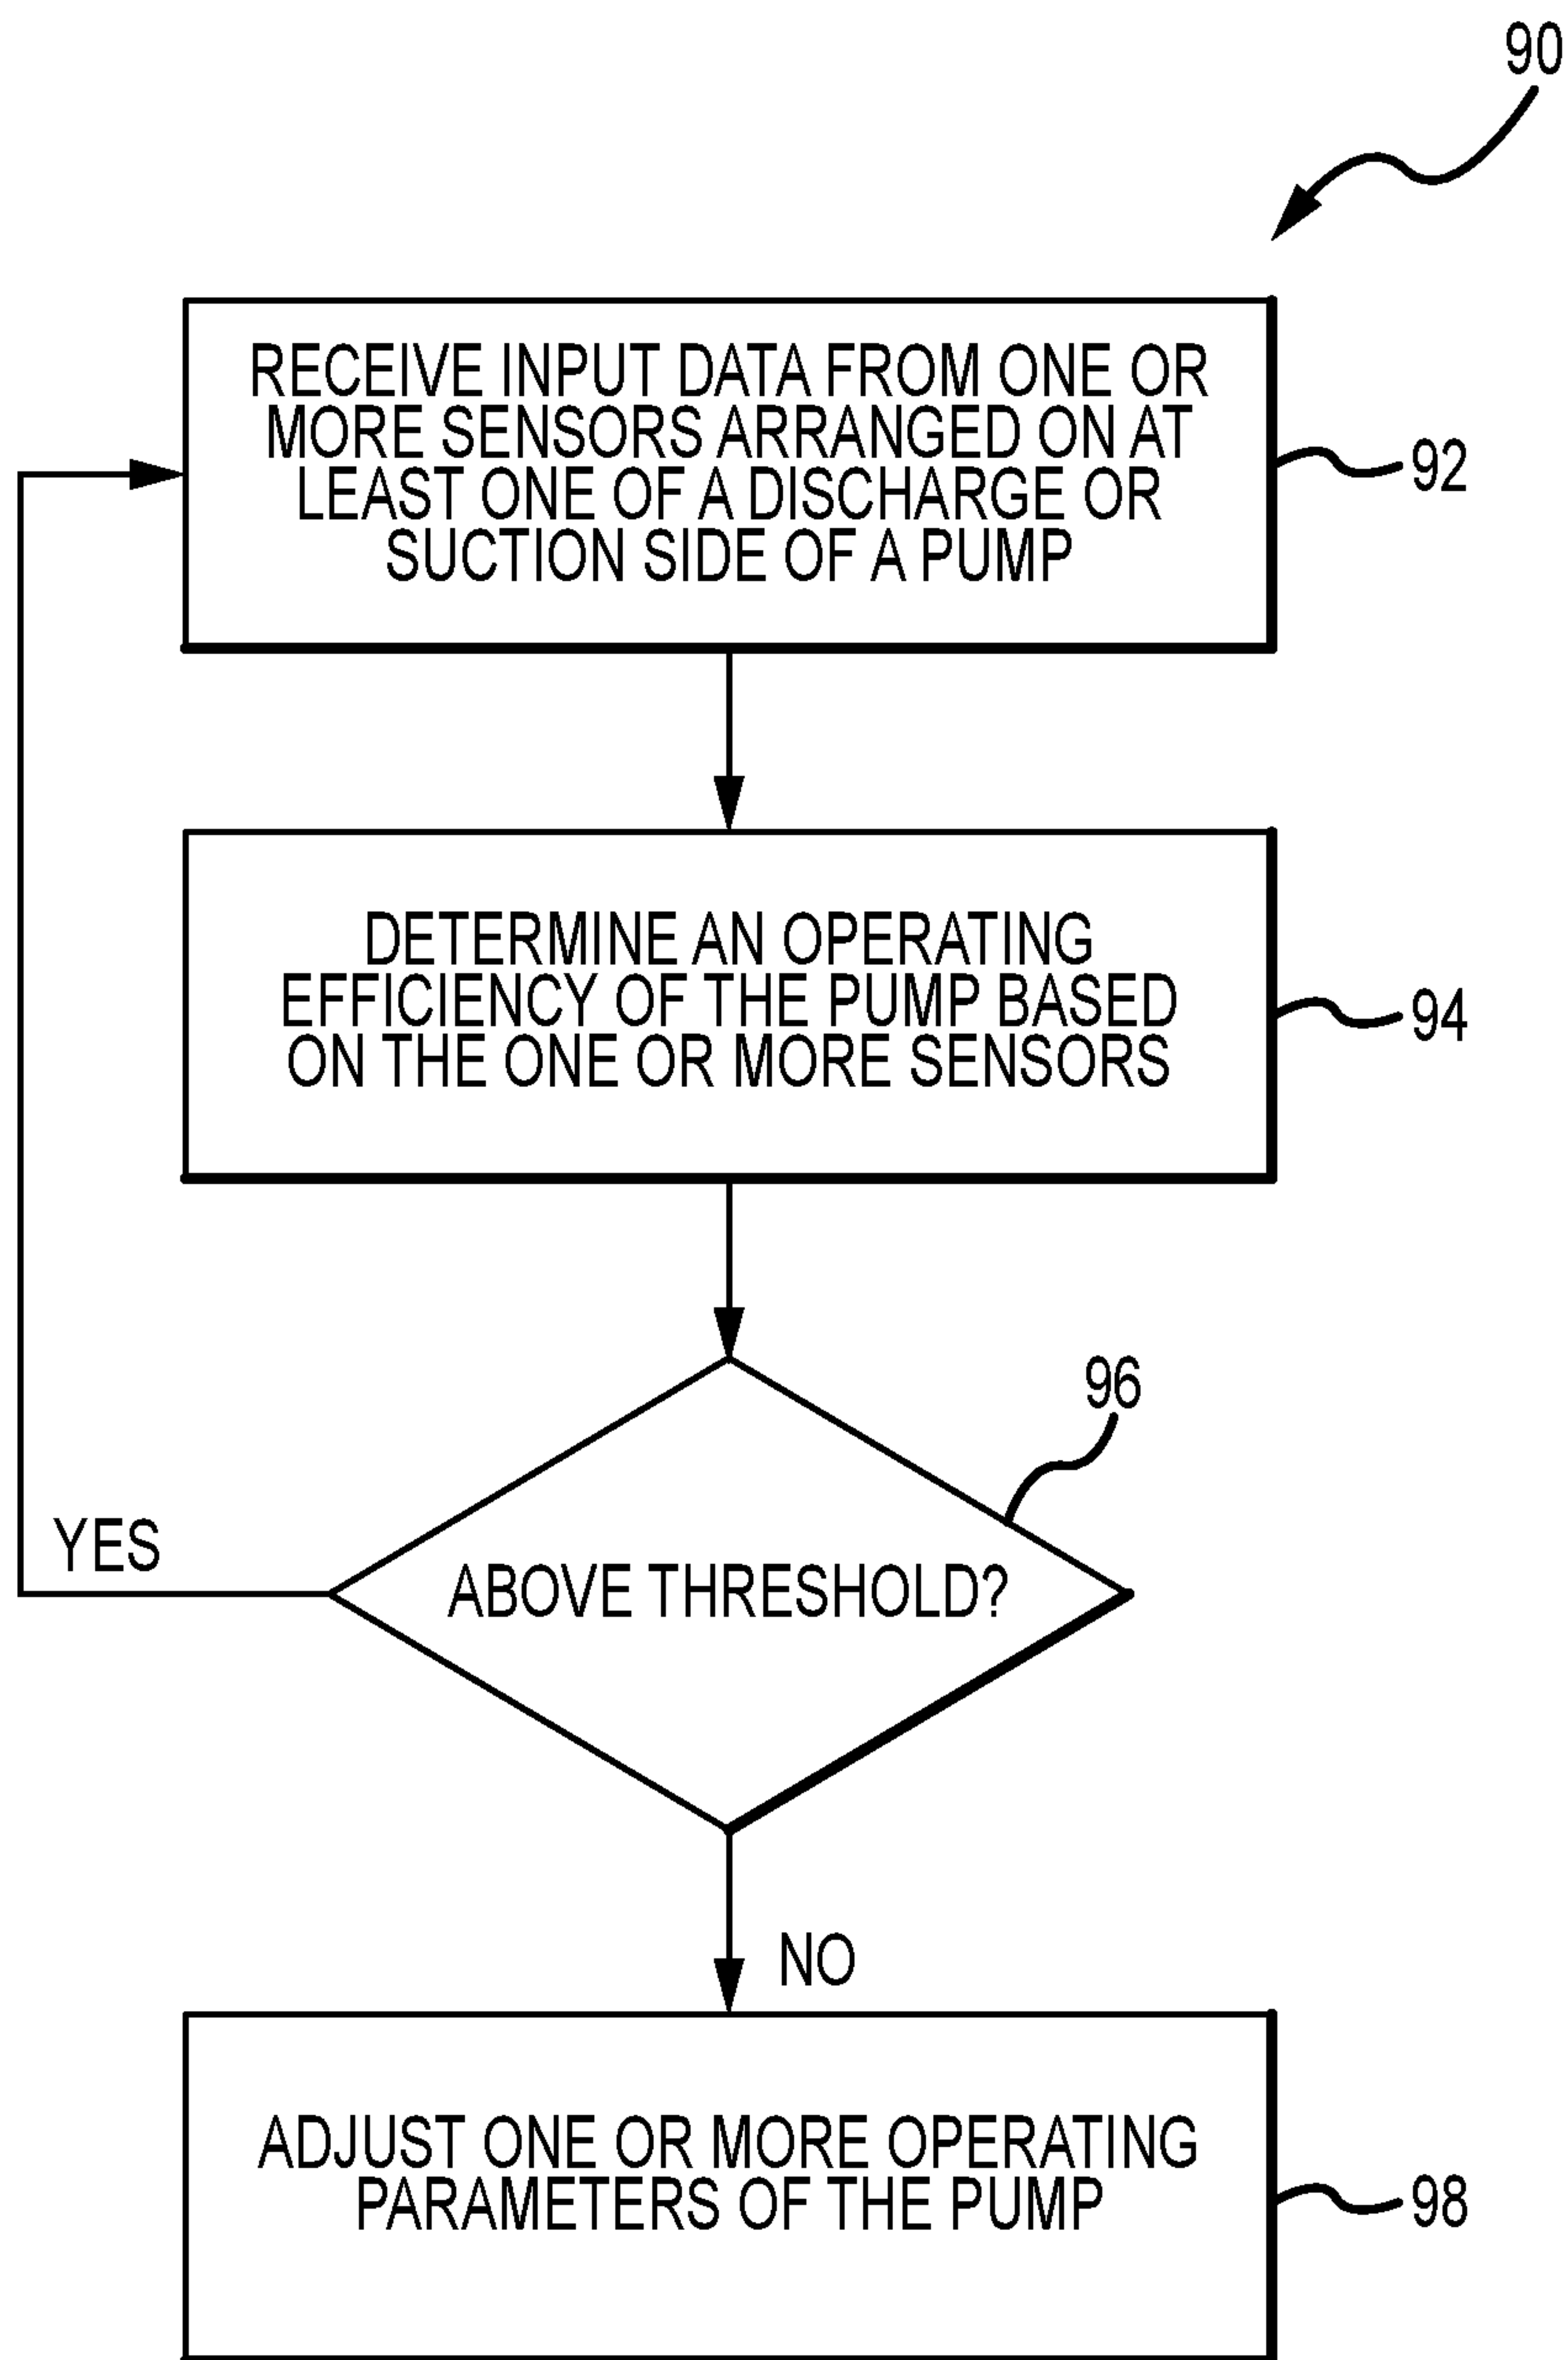 90
RECEIVE INPUT DATA FROM ONE OR
MORE SENSORS ARRANGED ON AT
LEAST ONE OF A DISCHARGE OR
SUCTION SIDE OF A PUMP
92
DETERMINE AN OPERATING
EFFICIENCY OF THE PUMP BASED
ON THE ONE OR MORE SENSORS
94
96
YES
ABOVE THRESHOLD?
NO
ADJUST ONE OR MORE OPERATING
PARAMETERS OF THE PUMP
98